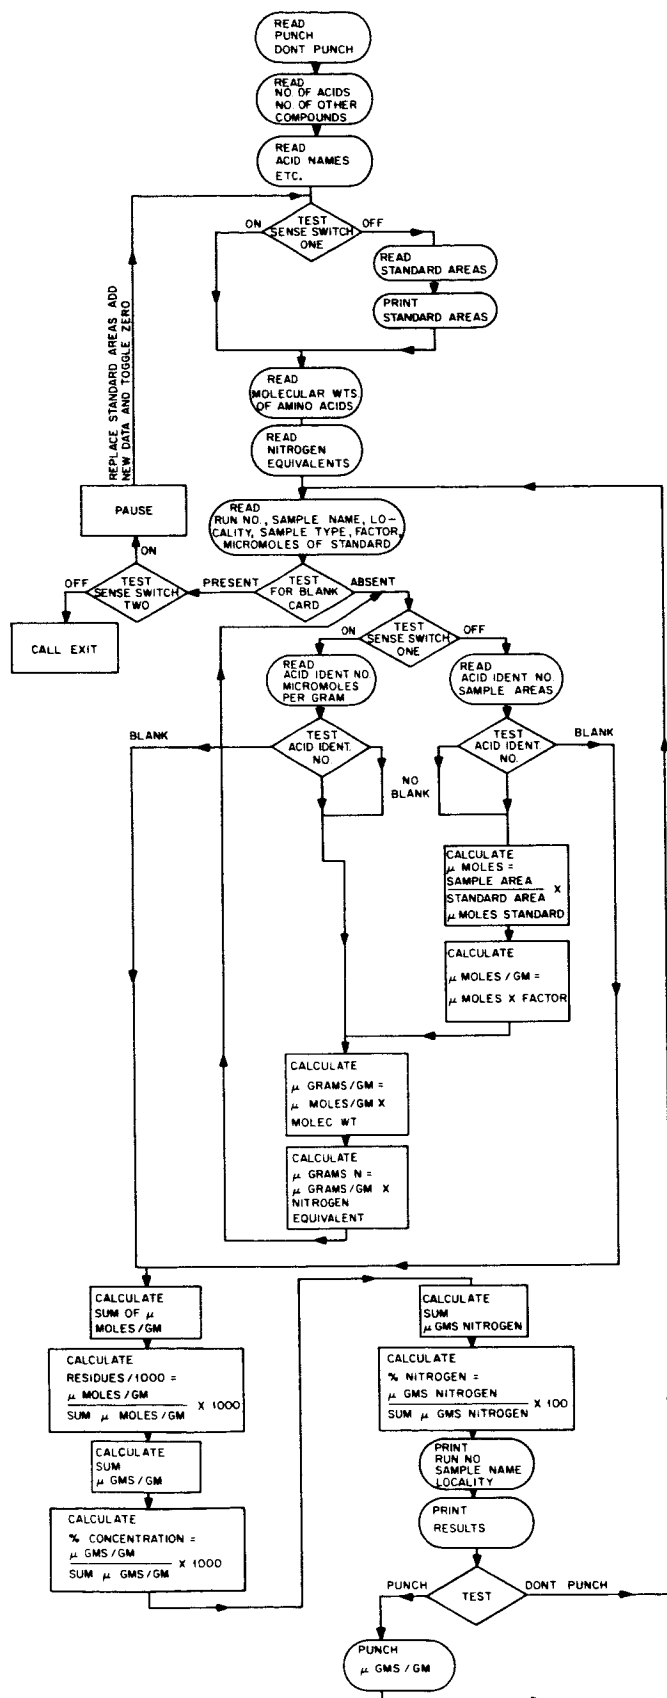 READ
PUNCH
DONT PUNCH
READ
NO OF ACIDS
NO OF OTHER
COMPOUNDS
READ
ACID NAMES
ETC.
ON
TEST
SENSE SWITCH
ONE
OFF
READ
STANDARD AREAS
PRINT
STANDARD AREAS
REPLACE STANDARD AREAS ADD
NEW DATA AND TOGGLE ZERO
READ
MOLECULAR WTS.
OF AMINO ACIDS
READ
NITROGEN
EQUIVALENTS
PAUSE
READ
RUN NO., SAMPLE NAME, LO-
CALITY, SAMPLE TYPE, FACTOR,
MICROMOLES OF STANDARD
ON
OFF
TEST
SENSE SWITCH
TWO
PRESENT
TEST
FOR BLANK
CARD
ABSENT
CALL EXIT
ON
TEST
SENSE SWITCH
ONE
OFF
READ
ACID IDENT NO.
MICROMOLES
PER GRAM
READ
ACID IDENT NO.
SAMPLE AREAS
BLANK
TEST
ACID IDENT.
NO.
NO
BLANK
TEST
ACID IDENT.
NO.
BLANK
CALCULATE
μ MOLES =
SAMPLE AREA
STANDARD AREA X
μ MOLES STANDARD
CALCULATE
μ MOLES / GM =
μ MOLES X FACTOR
CALCULATE
μ GRAMS/GM =
μ MOLES/GM X
MOLEC WT
CALCULATE
μ GRAMS N =
μ GRAMS/GM X
NITROGEN
EQUIVALENT
CALCULATE
SUM OF μ
MOLES/GM
CALCULATE
RESIDUES / 1000 =
μ MOLES/GM
SUM μ MOLES/GM X 1000
CALCULATE
SUM
μ GMS/GM
CALCULATE
% CONCENTRATION =
μ GMS/GM
SUM μ GMS/GM X 1000
CALCULATE
SUM
μ GMS NITROGEN
CALCULATE
% NITROGEN =
μ GMS NITROGEN
SUM μ GMS NITROGEN X 100
PRINT
RUN NO
SAMPLE NAME
LOCALITY
PRINT
RESULTS
PUNCH
TEST
DONT PUNCH
PUNCH
μ GMS / GM